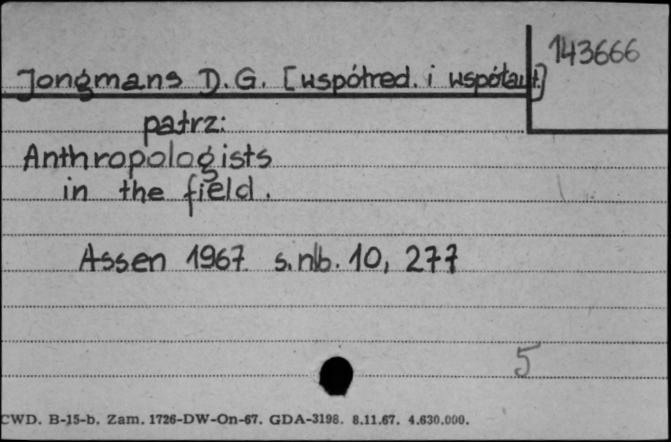 143666
Jongmans D. G. [współred. i współaut.]
patrz:
Anthropologists
in the field.
Assen 1967 s. nlb. 10, 277
5
CWD. B-15-b. Zam. 1726-DW-On-67. GDA-3198. 8.11.67. 4.630.000.